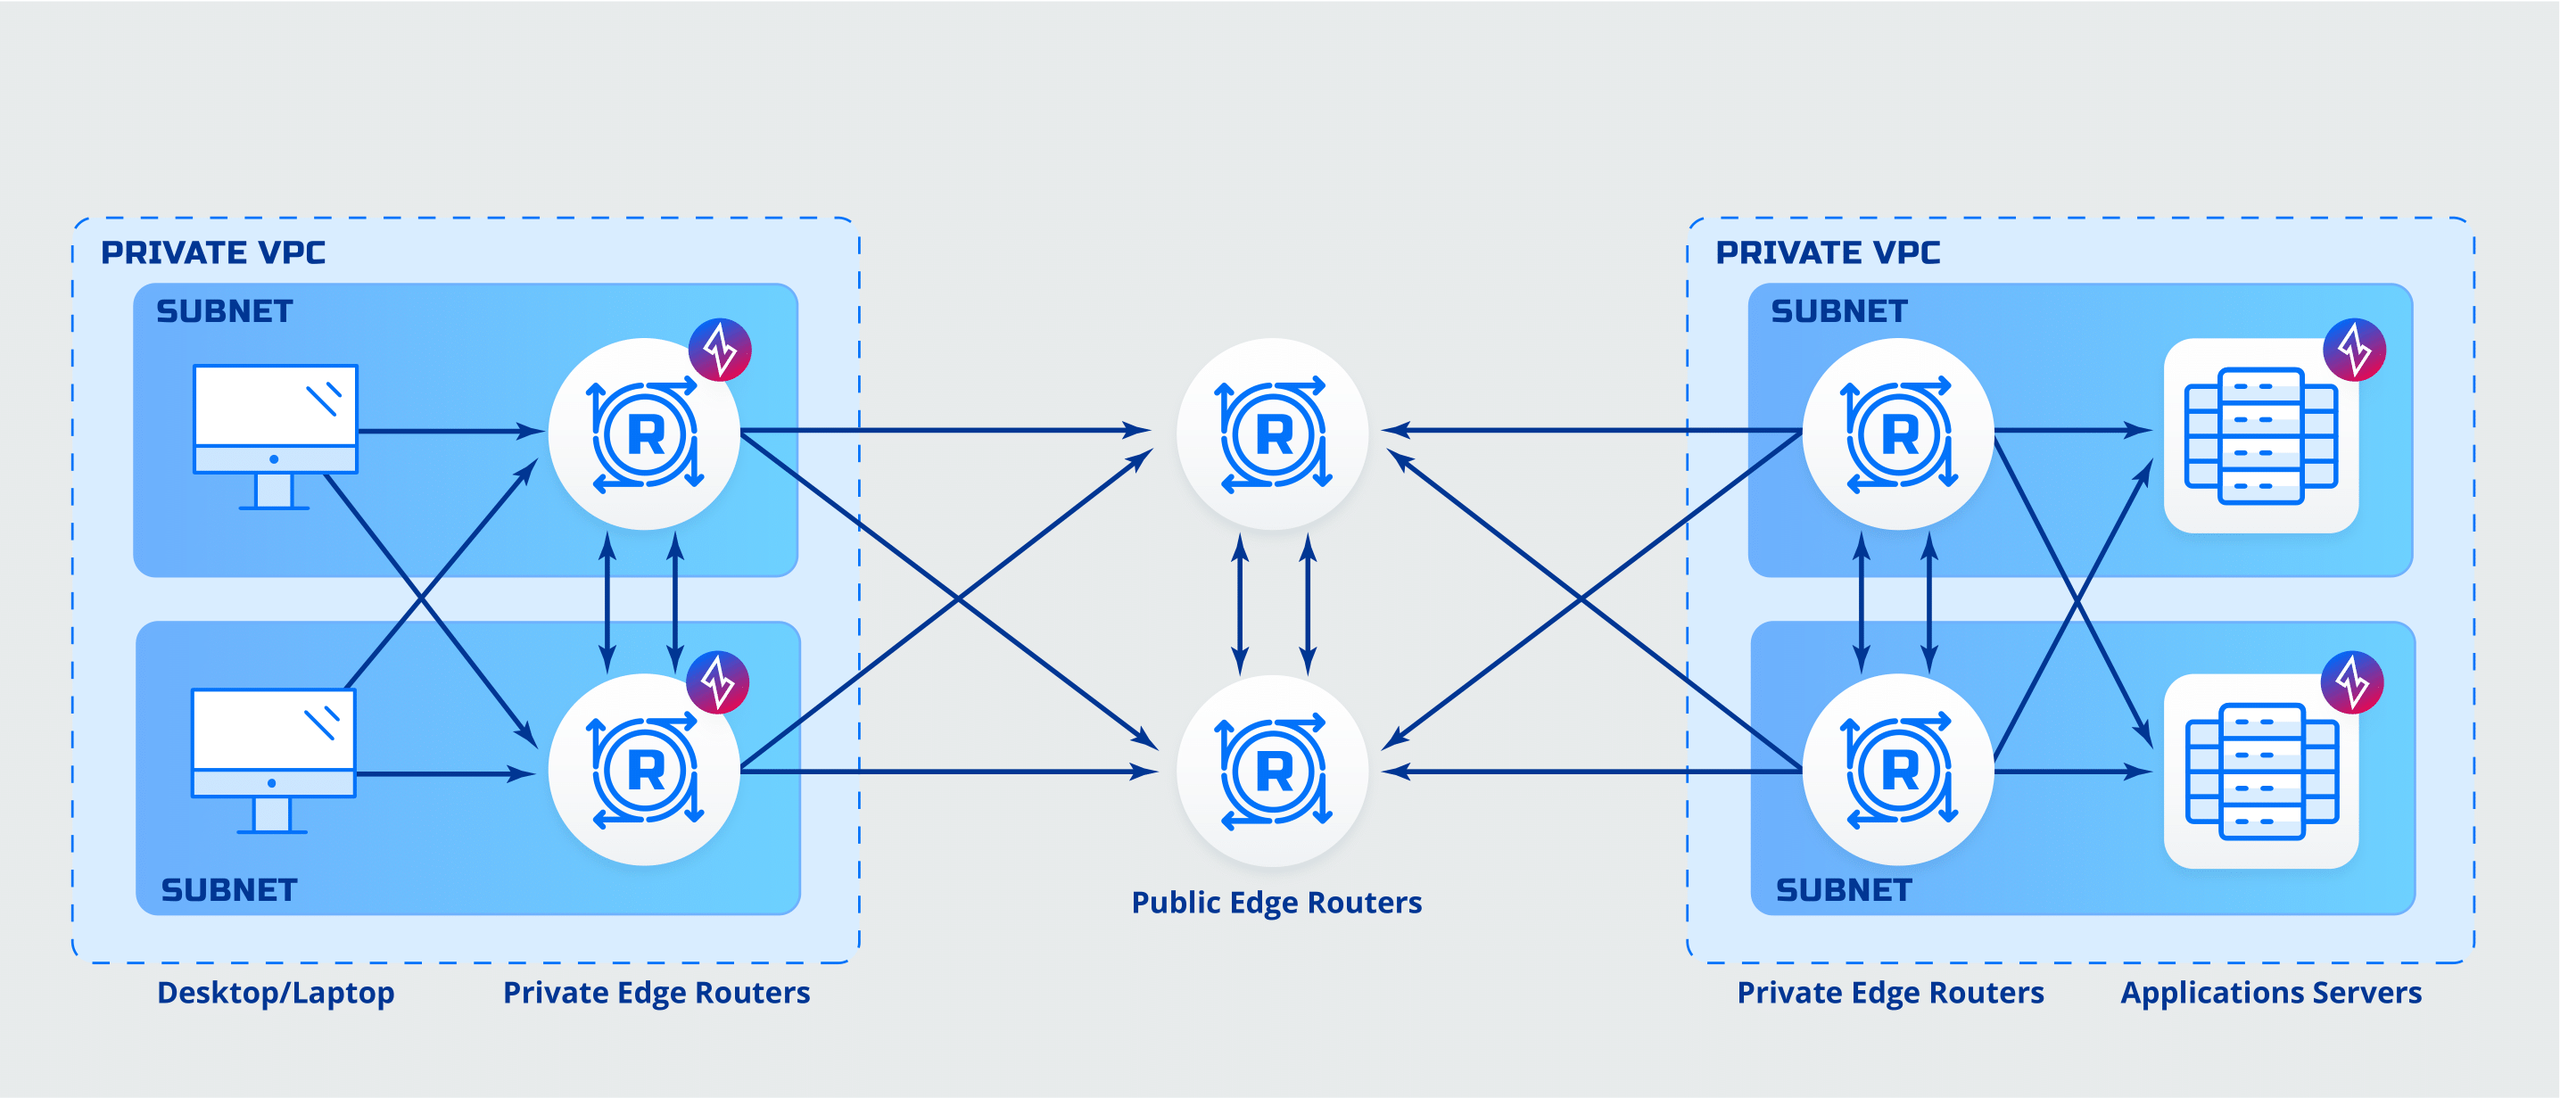 PRIVATE VPC
SUBNET
R
R
SUBNET
Desktop/Laptop
Private Edge Routers
R
R
Public Edge Routers
PRIVATE VPC
SUBNET
R
R
SUBNET
Private Edge Routers
Applications Servers